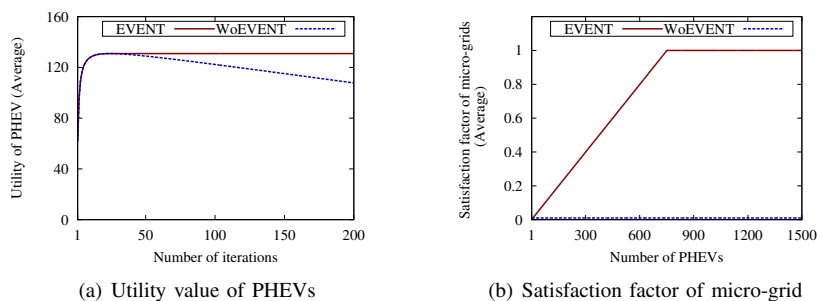 EVENT WoEVENT
160
120
80
40
0
1 50 100 150 200
Utility of PHEV (Average)
Number of iterations
(a) Utility value of PHEVs
EVENT WoEVENT
1
0.8
0.6
0.4
0.2
0
1 300 600 900 1200 1500
Satisfaction factor of micro-grids
(Average)
Number of PHEVs
(b) Satisfaction factor of micro-grid